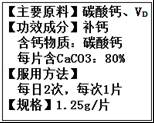 【主要原料】碳酸钙、VD
【功效成分】补钙
含钙物质：碳酸钙
每片含CaCO3：80%
【服用方法】
每日2次，每次1片
【规格】1.25g/片